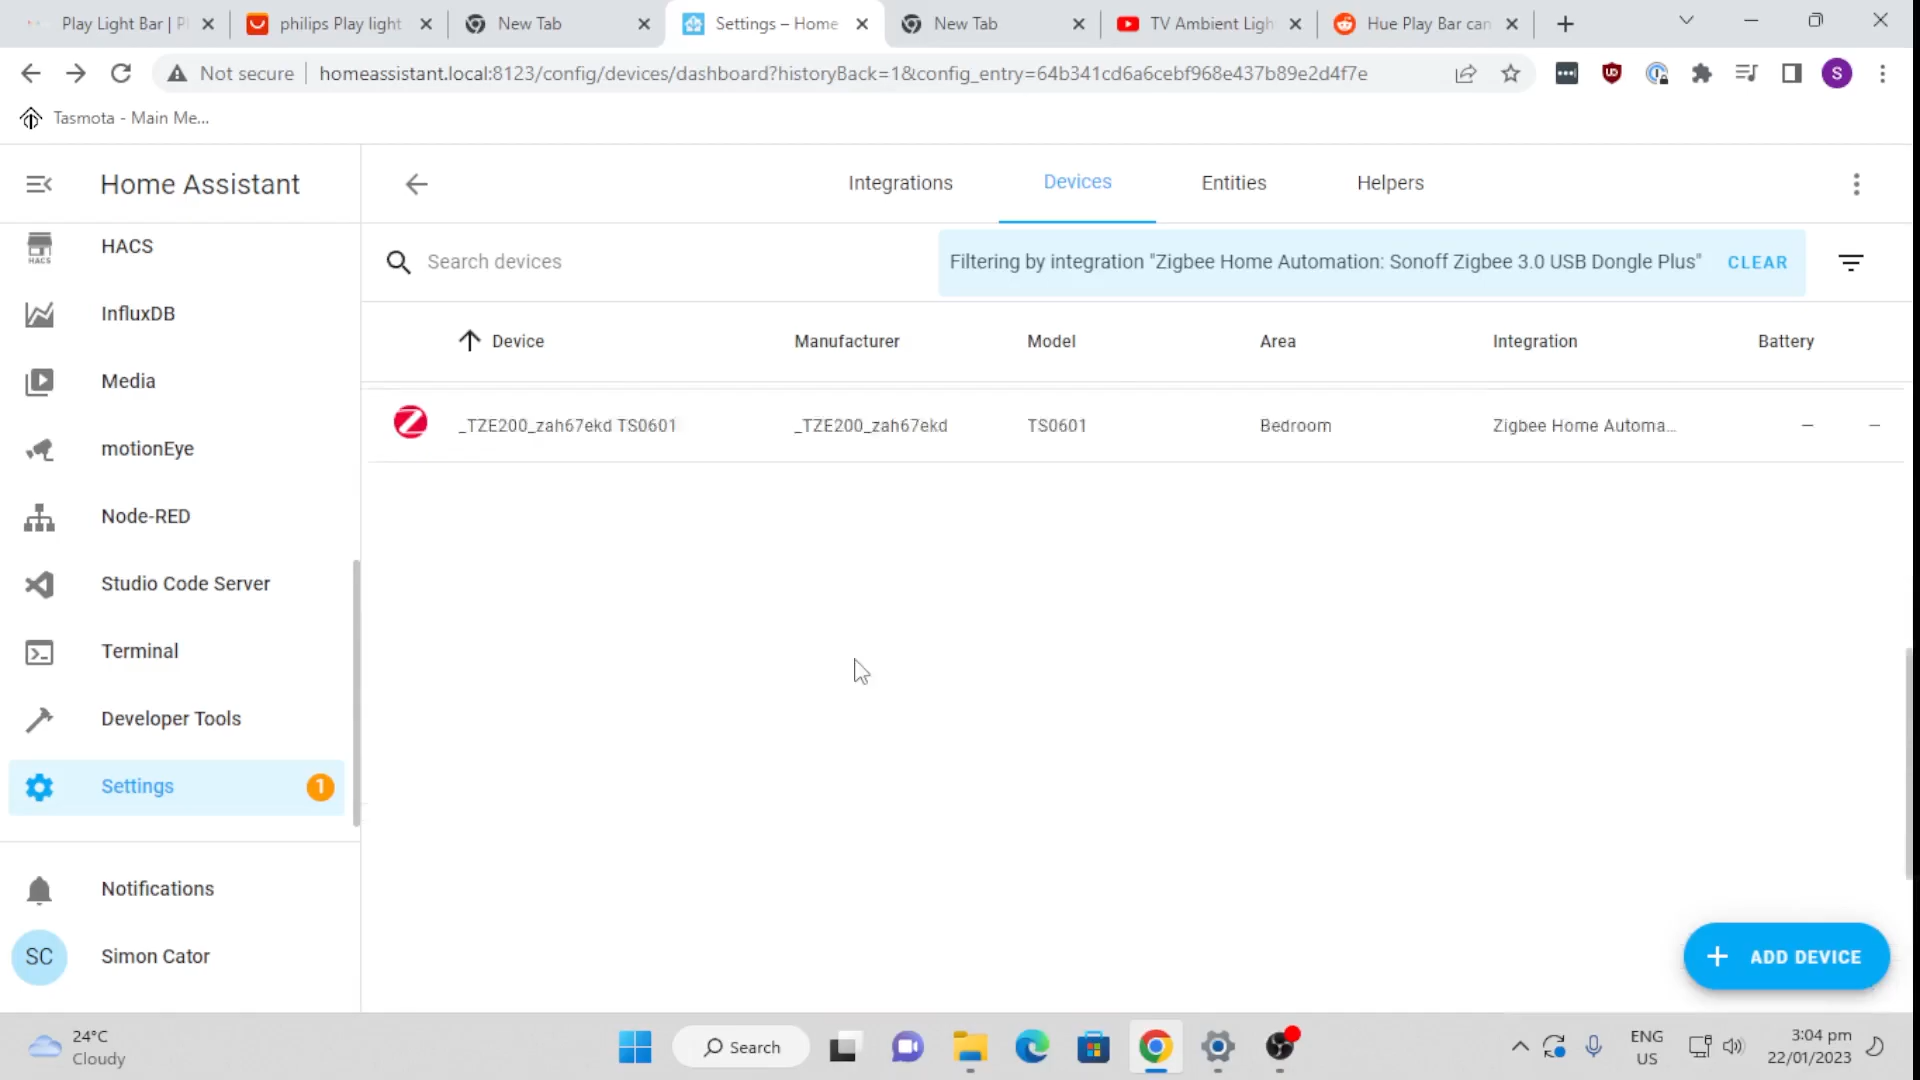 Play Light Bar | P
philips Play light
New Tab
Settings – Home
New Tab
TV Ambient Ligh
Hue Play Bar can
Not secure
homeassistant.local:8123/config/devices/dashboard?historyBack=1&config_entry=64b341cd6a6cebf968e437b89e2d4f7e
S
Tasmota - Main Me...
Home Assistant
Integrations
Devices
Entities
Helpers
HACS
HACS
InfluxDB
Media
motionEye
Node-RED
Studio Code Server
Terminal
Developer Tools
Settings
1
Notifications
SC
Simon Cator
Search devices
Filtering by integration "Zigbee Home Automation: Sonoff Zigbee 3.0 USB Dongle Plus"
CLEAR
Device
Manufacturer
Model
Area
Integration
Battery
_TZE200_zah67ekd TS0601
_TZE200_zah67ekd
TS0601
Bedroom
Zigbee Home Automa...
–
–
ADD DEVICE
24°C
Cloudy
Search
ENG
US
3:04 pm
22/01/2023